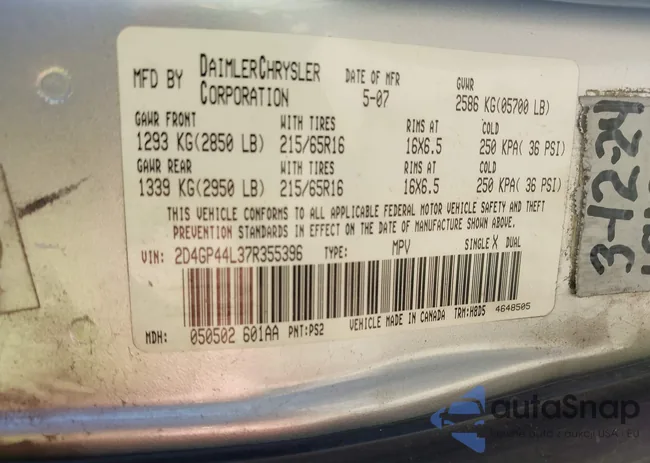 MFD BY DAIMLERCHRYSLER CORPORATION DATE OF MFR 5-07 GVWR 2586 KG(05700 LB)
GAWR FRONT WITH TIRES RIMS AT COLD
1293 KG(2850 LB) 215/65R16 16X6.5 250 KPA( 36 PSI)
GAWR REAR WITH TIRES RIMS AT COLD
1339 KG(2950 LB) 215/65R16 16X6.5 250 KPA( 36 PSI)
THIS VEHICLE CONFORMS TO ALL APPLICABLE FEDERAL MOTOR VEHICLE SAFETY AND THEFT
PREVENTION STANDARDS IN EFFECT ON THE DATE OF MANUFACTURE SHOWN ABOVE.
VIN: 2D4GP44L37R355396 TYPE: MPV SINGLE X DUAL
MDH: 050502 601AA PNT:PS2 VEHICLE MADE IN CANADA TRM:H8D5 4648505
3-12-24
autaSnap